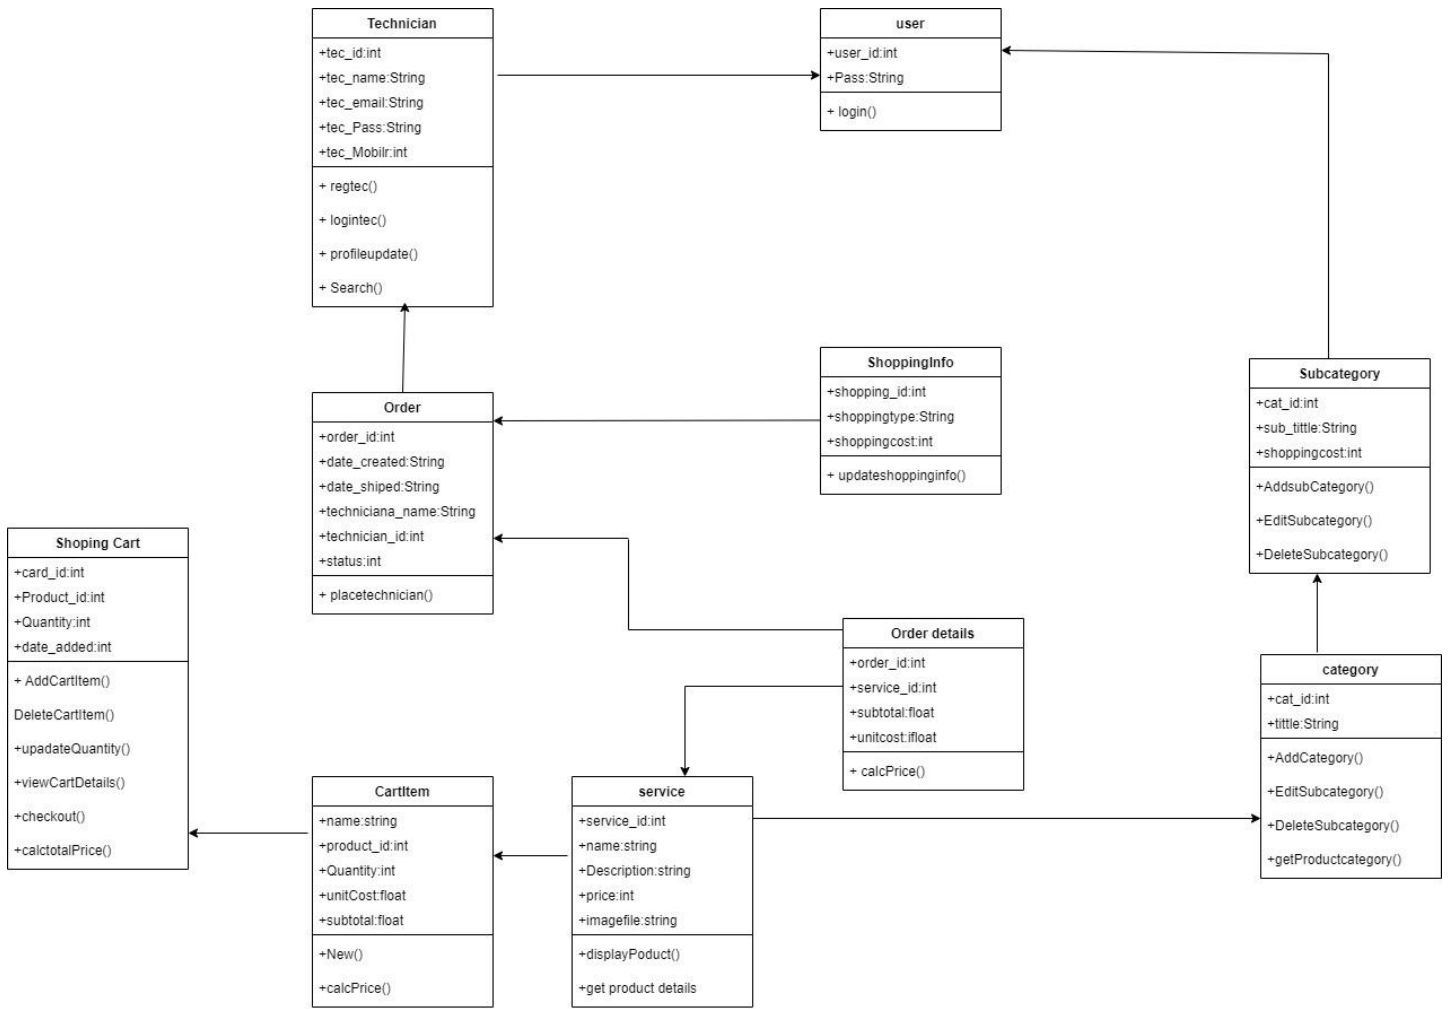 Technician
+tec_id:int
+tec_name:String
+tec_email:String
+tec_Pass:String
+tec_Mobilr:int
+ regtec()
+ logintec()
+ profileupdate()
+ Search()
user
+user_id:int
+Pass:String
+ login()
Order
+order_id:int
+date_created:String
+date_shiped:String
+techniciana_name:String
+technician_id:int
+status:int
+ placetechnician()
ShoppingInfo
+shopping_id:int
+shoppingtype:String
+shoppingcost:int
+ updateshoppinginfo()
Subcategory
+cat_id:int
+sub_tittle:String
+shoppingcost:int
+AddsubCategory()
+EditSubcategory()
+DeleteSubcategory()
Shoping Cart
+card_id:int
+Product_id:int
+Quantity:int
+date_added:int
+ AddCartItem()
DeleteCartItem()
+upadateQuantity()
+viewCartDetails()
+checkout()
+calctotalPrice()
Order details
+order_id:int
+service_id:int
+subtotal:float
+unitcost:ifloat
+ calcPrice()
category
+cat_id:int
+tittle:String
+AddCategory()
+EditSubcategory()
+DeleteSubcategory()
+getProductcategory()
CartItem
+name:string
+product_id:int
+Quantity:int
+unitCost:float
+subtotal:float
+New()
+calcPrice()
service
+service_id:int
+name:string
+Description:string
+price:int
+imagefile:string
+displayPoduct()
+get product details